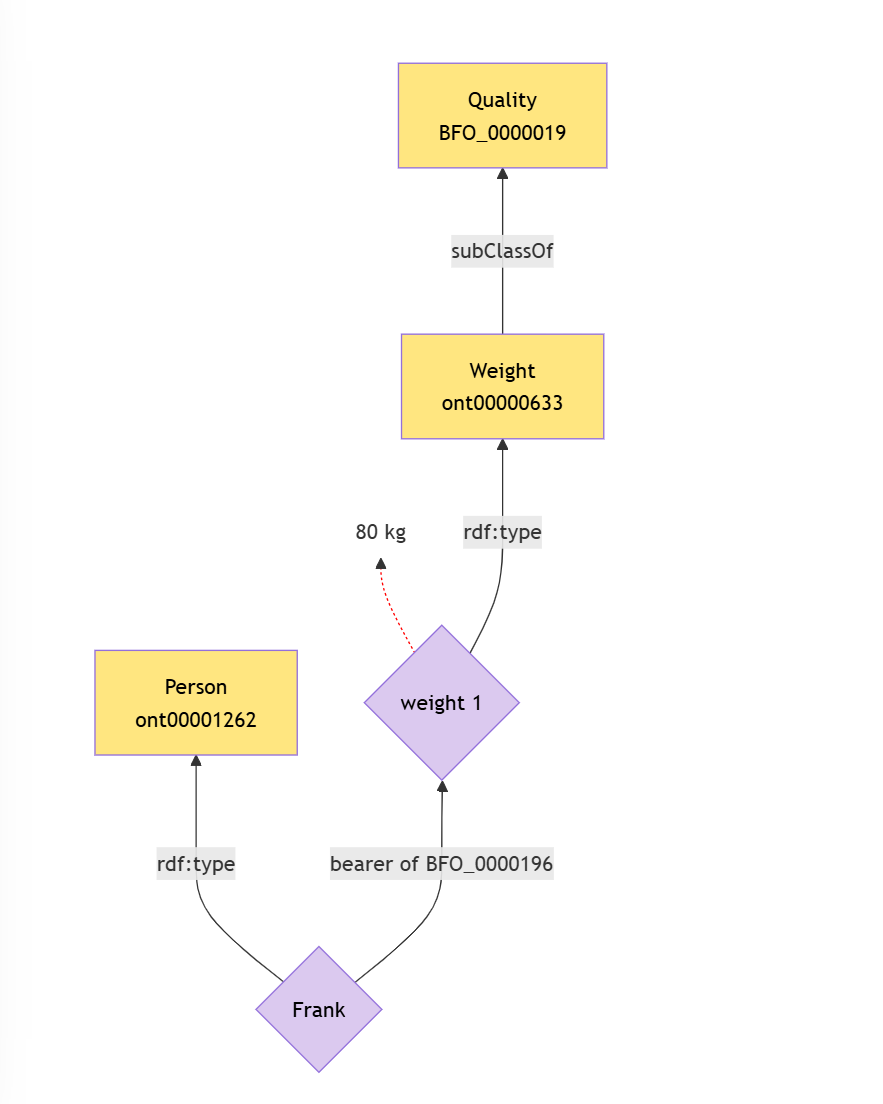 Quality
BFO_0000019
subClassOf
Weight
ont00000633
80 kg
rdf:type
Person
ont00001262
weight 1
rdf:type
bearer of BFO_0000196
Frank